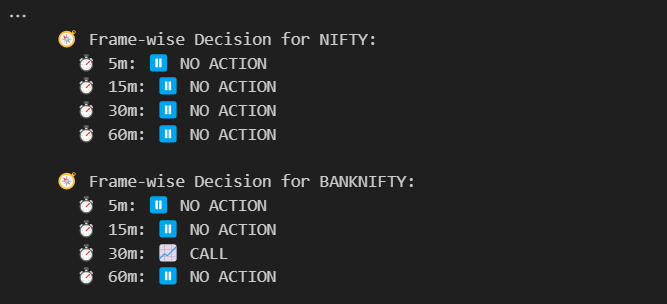 ...
🧭 Frame-wise Decision for NIFTY:
⏱ 5m: ⏸ NO ACTION
⏱ 15m: ⏸ NO ACTION
⏱ 30m: ⏸ NO ACTION
⏱ 60m: ⏸ NO ACTION
🧭 Frame-wise Decision for BANKNIFTY:
⏱ 5m: ⏸ NO ACTION
⏱ 15m: ⏸ NO ACTION
⏱ 30m: 📈 CALL
⏱ 60m: ⏸ NO ACTION